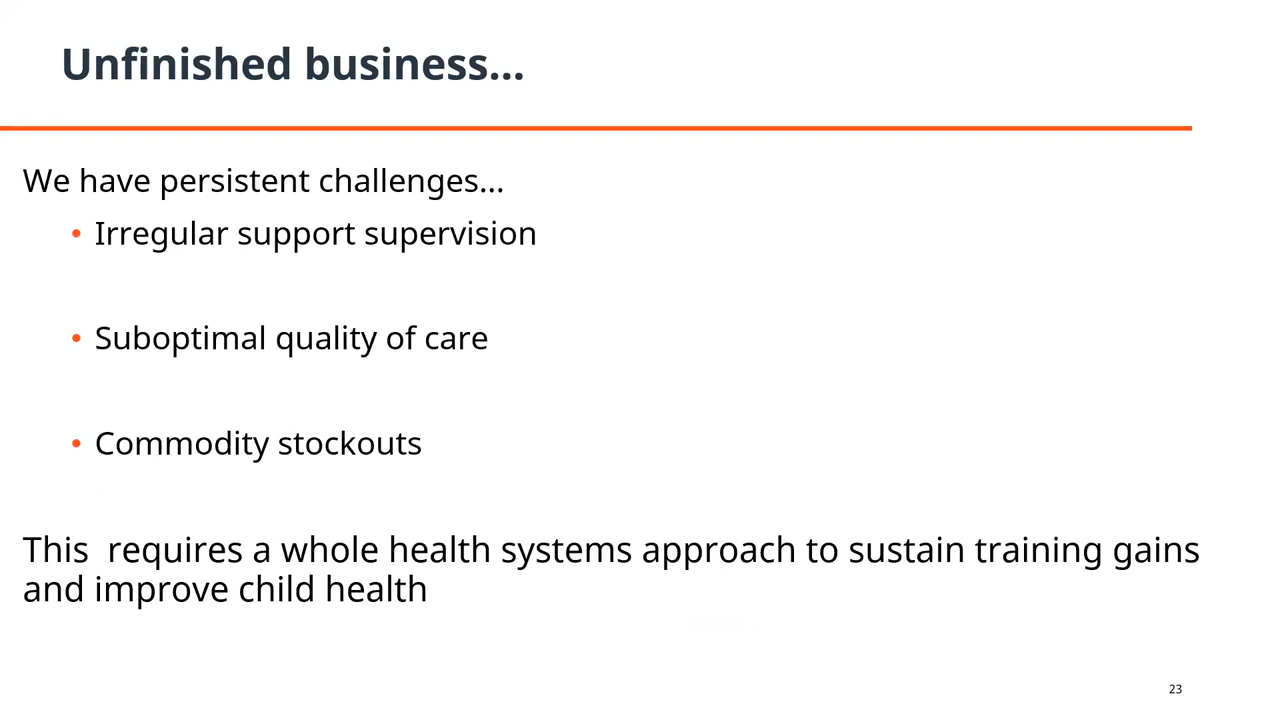 Unfinished business...
We have persistent challenges...
• Irregular support supervision
• Suboptimal quality of care
• Commodity stockouts
This  requires a whole health systems approach to sustain training gains
and improve child health
23